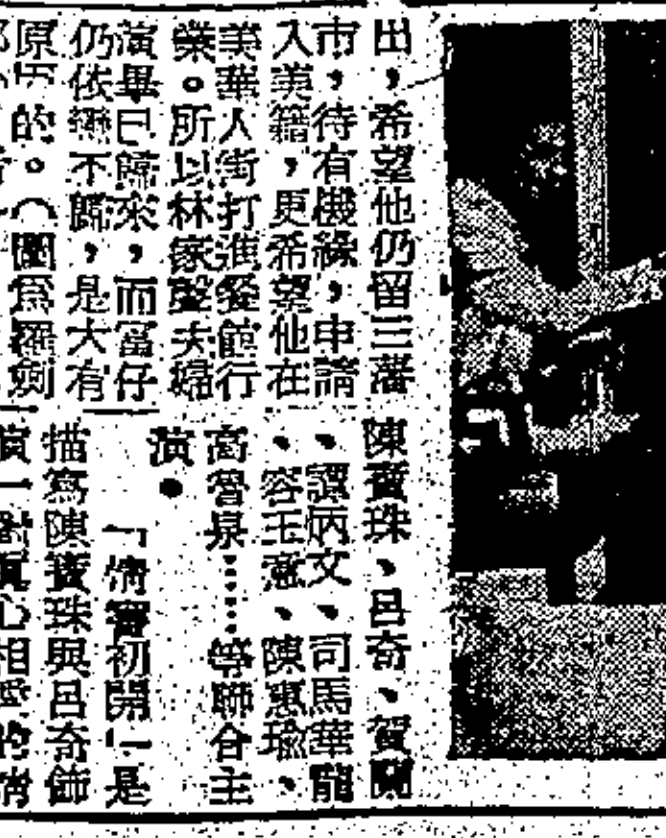 出，希望他仍留三藩
市，待有機緣，申請
入美籍，更希望他在
美華人街打進餐館行
業。所以林家聲夫婦
演畢已歸來，而富仔
仍依戀不歸，是大有
原因的。（圖爲羅劍
陳寶珠、呂奇、賀蘭
、譚炳文、司馬華龍
、容玉意、陳惠瑜、
高魯泉……等聯合主
演。
「情竇初開」是
描寫陳寶珠與呂奇飾
演一對眞心相愛的情